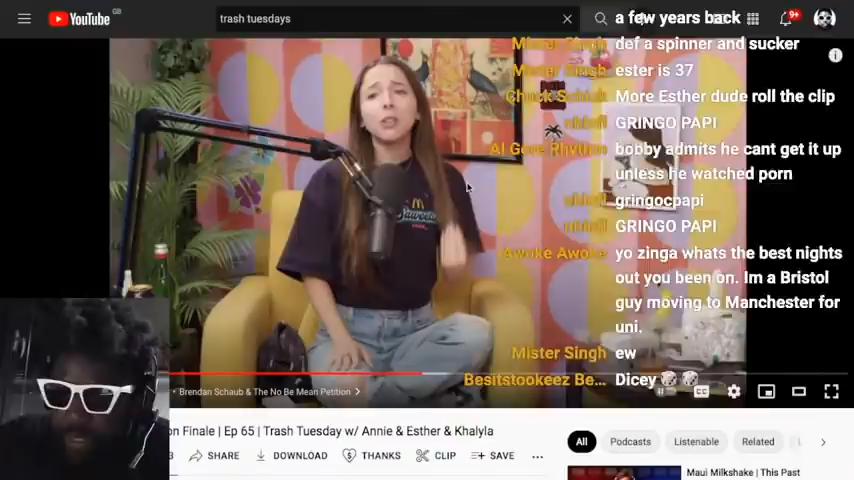 YouTube GB
trash tuesdays
9+
a few years back
Mister Singh def a spinner and sucker
Mister Singh ester is 37
More Esther dude roll the clip
GRINGO PAPI
Al Gore Rhythm bobby admits he cant get it up
unless he watched porn
gringocpapi
GRINGO PAPI
Awoke Awoke yo zinga whats the best nights
out you been on. Im a Bristol
guy moving to Manchester for
uni.
Mister Singh ew
Besitstookeez Be... Dicey
• Brendan Schaub & The No Be Mean Petition
CC
on Finale | Ep 65 | Trash Tuesday w/ Annie & Esther & Khalyla
3 SHARE DOWNLOAD THANKS CLIP SAVE
All Podcasts Listenable Related
Maui Milkshake | This Past